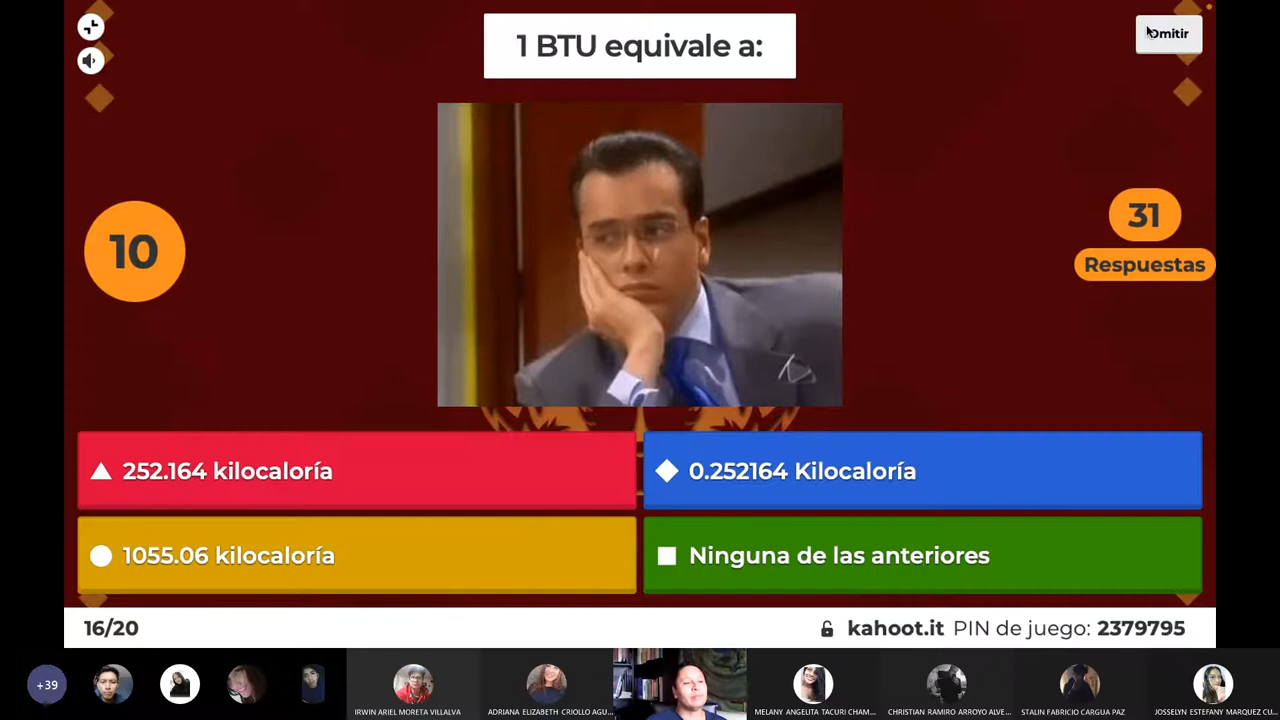 1 BTU equivale a:
Omitir
10
31
Respuestas
252.164 kilocaloría
0.252164 Kilocaloría
1055.06 kilocaloría
Ninguna de las anteriores
16/20
kahoot.it PIN de juego: 2379795
+39
IRWIN ARIEL MORETA VILLALVA
ADRIANA ELIZABETH CRIOLLO AGU...
MELANY ANGELITA TACURI CHAM...
CHRISTIAN RAMIRO ARROYO ALVE...
STALIN FABRICIO CARGUA PAZ
JOSSELYN ESTEFANY MARQUEZ CU...